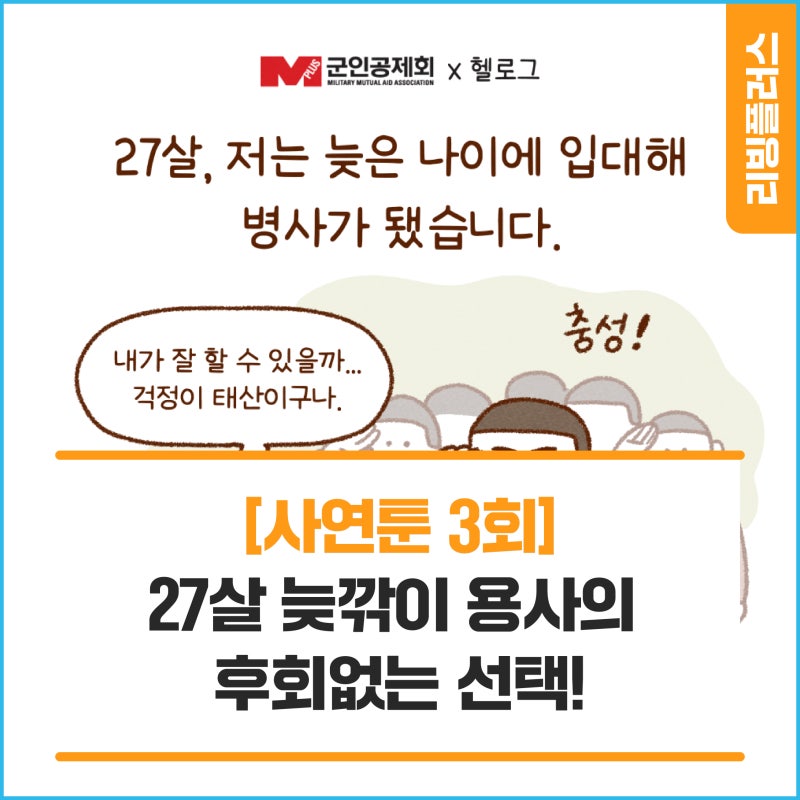 M PLUS 군인공제회 x 헬로그
MILITARY MUTUAL AID ASSOCIATION
리빙플러스
27살, 저는 늦은 나이에 입대해
병사가 됐습니다.
충성!
내가 잘 할 수 있을까...
걱정이 태산이구나.
[사연툰 3회]
27살 늦깎이 용사의
후회없는 선택!